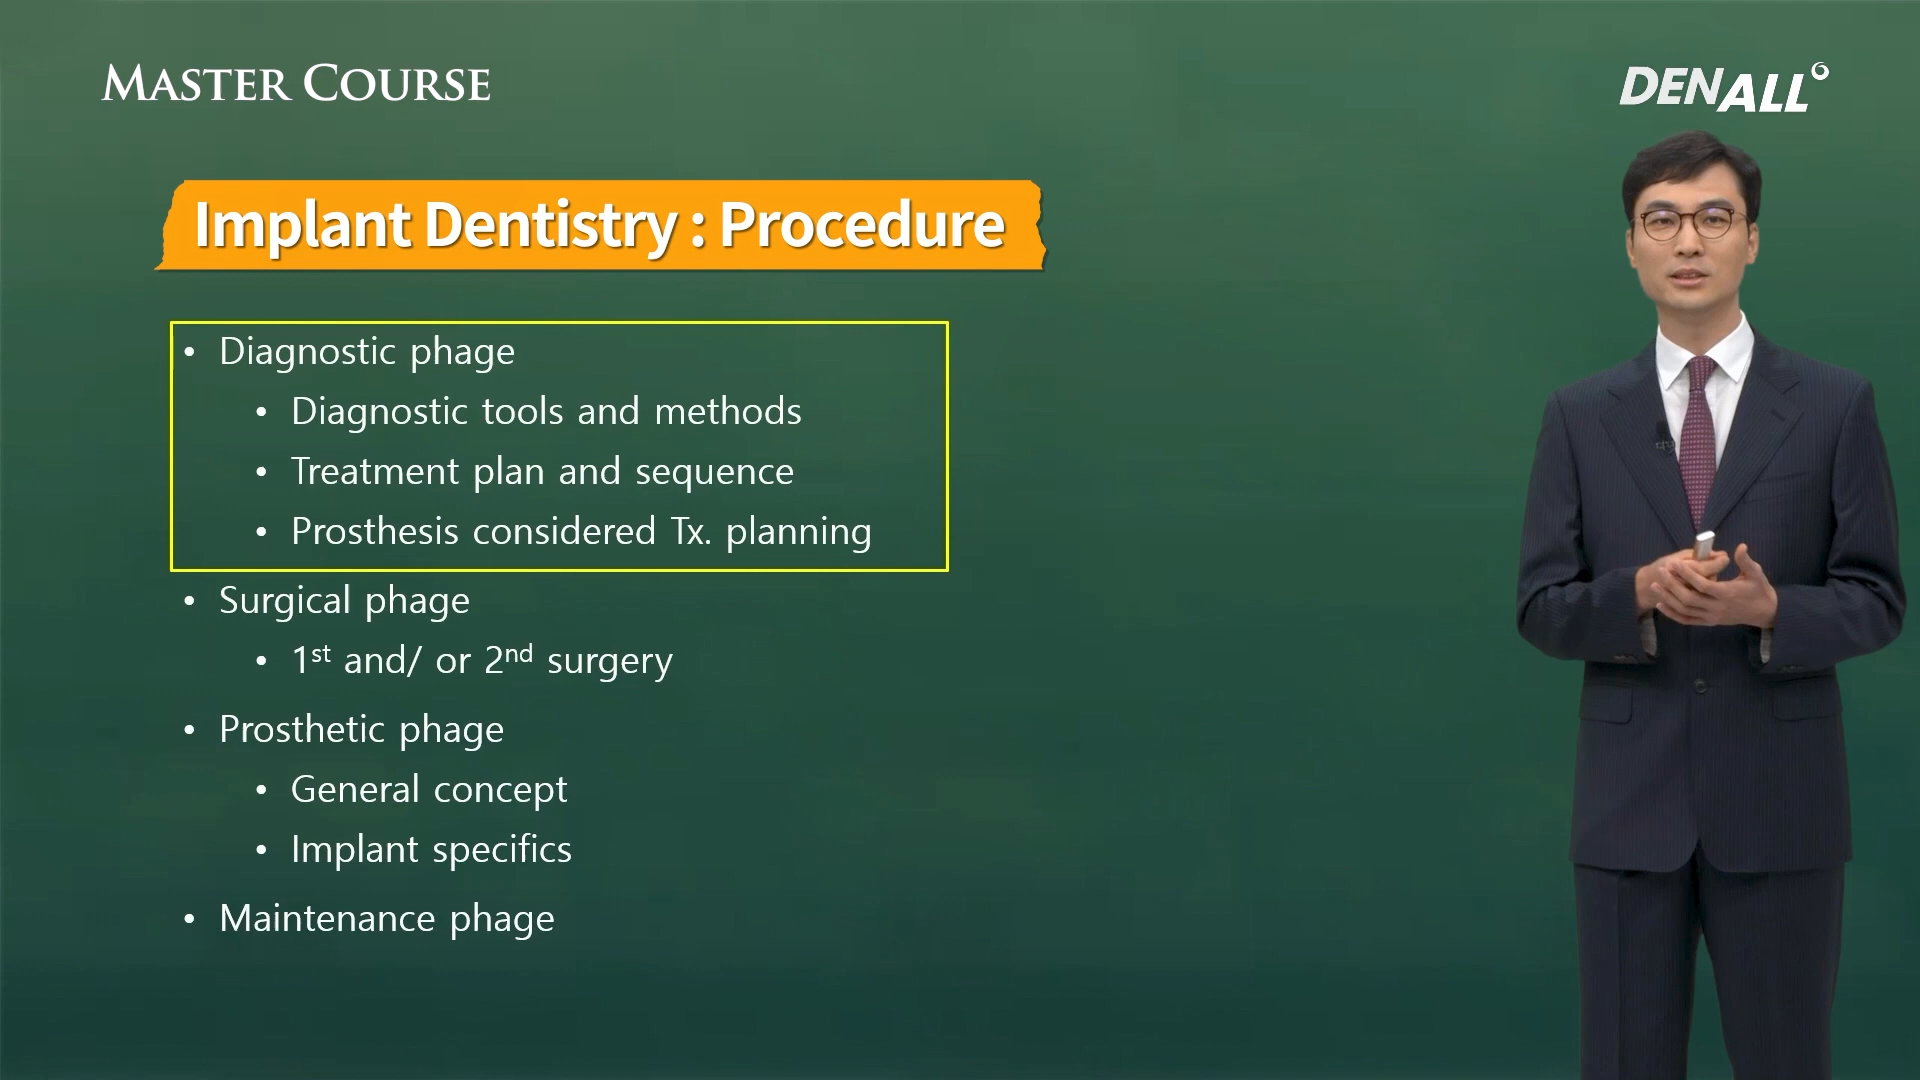 MASTER COURSE
DENALL
Implant Dentistry : Procedure
• Diagnostic phage
• Diagnostic tools and methods
• Treatment plan and sequence
• Prosthesis considered Tx. planning
• Surgical phage
• 1st and/ or 2nd surgery
• Prosthetic phage
• General concept
• Implant specifics
• Maintenance phage